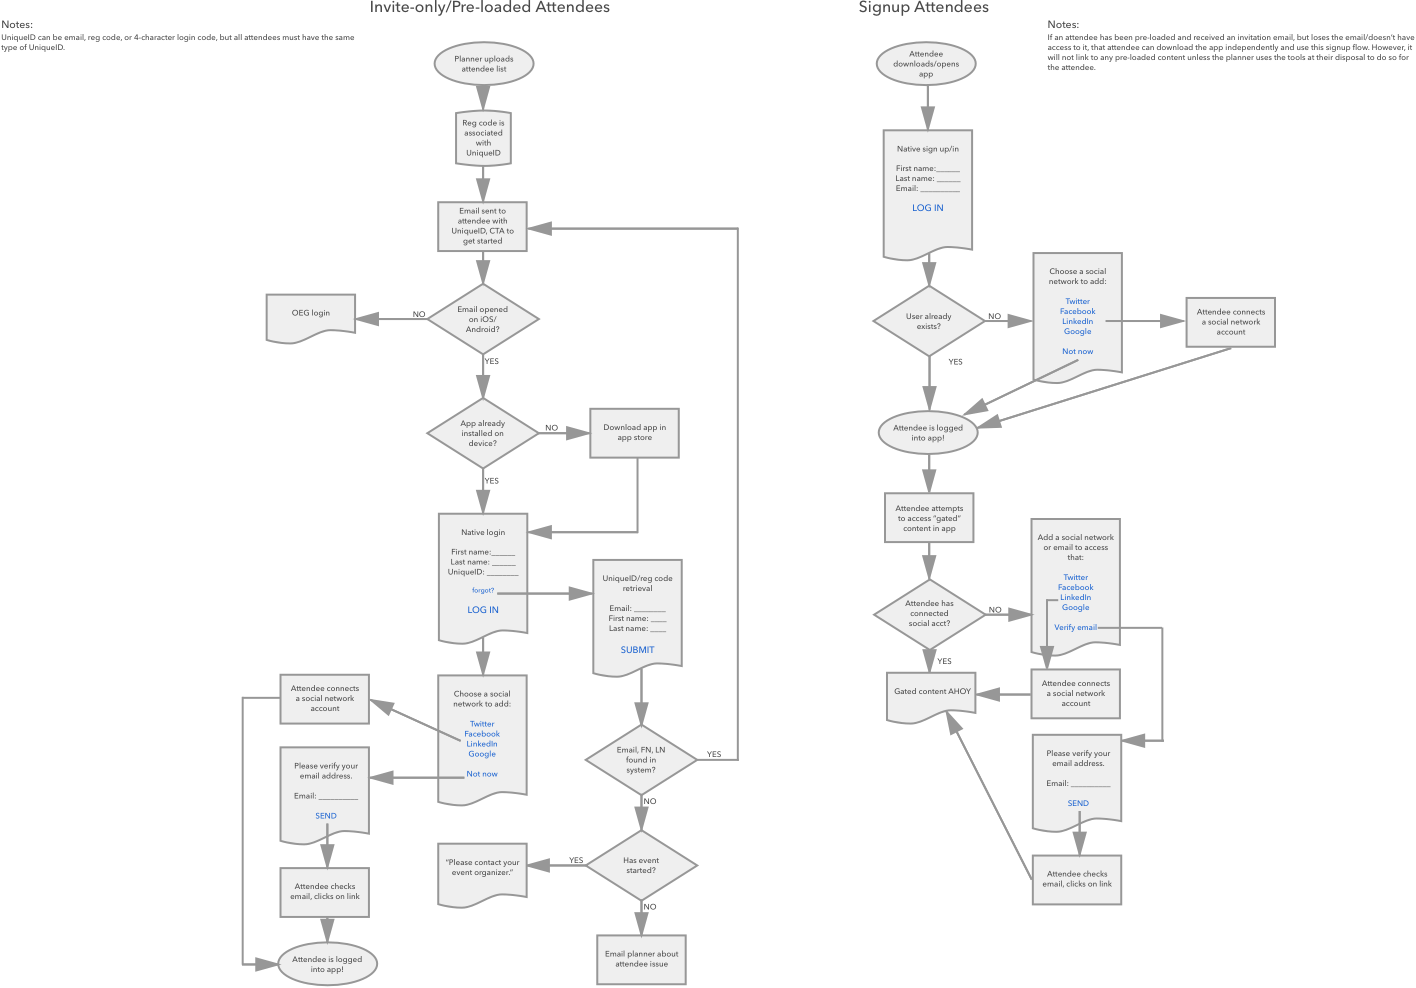 Invite-only/Pre-loaded Attendees
Notes:
UniqueID can be email, reg code, or 4-character login code, but all attendees must have the same
type of UniqueID.
Planner uploads
attendee list
Reg code is
associated
with
UniqueID
Email sent to
attendee with
UniqueID, CTA to
get started
Email opened
on iOS/
Android?
NO
OEG login
YES
App already
installed on
device?
NO
Download app in
app store
YES
Native login
First name:______
Last name: ______
UniqueID: ________
forgot?
LOG IN
UniqueID/reg code
retrieval
Email: ________
First name: ____
Last name: ____
SUBMIT
Choose a social
network to add:
Twitter
Facebook
LinkedIn
Google
Not now
Attendee connects
a social network
account
Please verify your
email address.
Email: __________
SEND
Attendee checks
email, clicks on link
Attendee is logged
into app!
Email, FN, LN
found in
system?
YES
NO
Has event
started?
YES
"Please contact your
event organizer."
NO
Email planner about
attendee issue
Signup Attendees
Notes:
If an attendee has been pre-loaded and received an invitation email, but loses the email/doesn't have
access to it, that attendee can download the app independently and use this signup flow. However, it
will not link to any pre-loaded content unless the planner uses the tools at their disposal to do so for
the attendee.
Attendee
downloads/opens
app
Native sign up/in
First name:______
Last name: ______
Email: __________
LOG IN
User already
exists?
NO
Choose a social
network to add:
Twitter
Facebook
LinkedIn
Google
Not now
Attendee connects
a social network
account
YES
Attendee is logged
into app!
Attendee attempts
to access "gated"
content in app
Attendee has
connected
social acct?
NO
Add a social network
or email to access
that:
Twitter
Facebook
LinkedIn
Google
Verify email
YES
Gated content AHOY
Attendee connects
a social network
account
Please verify your
email address.
Email: __________
SEND
Attendee checks
email, clicks on link